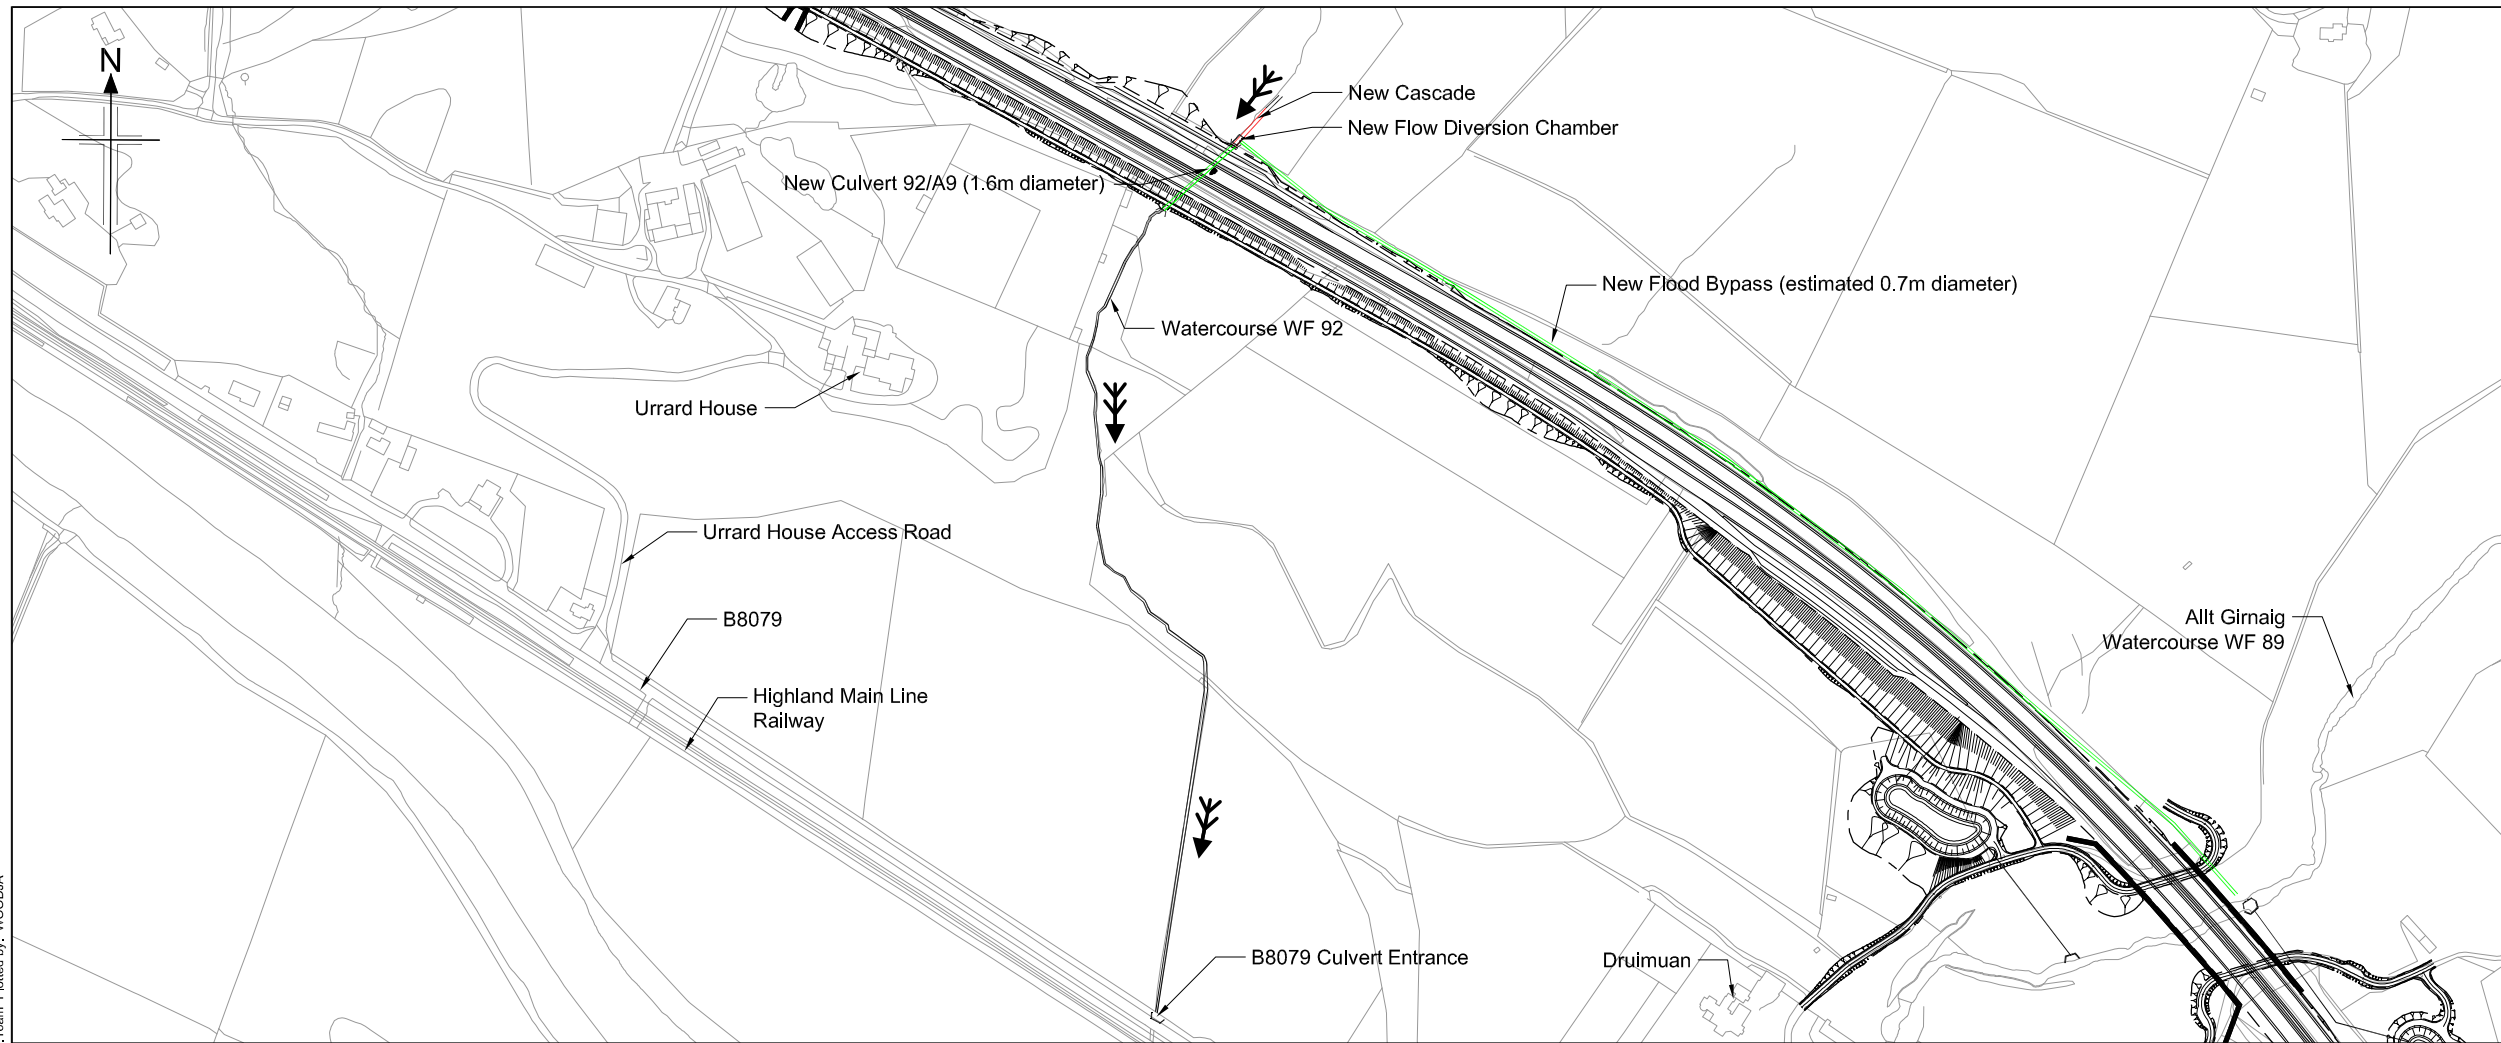 N
New Cascade
New Flow Diversion Chamber
New Culvert 92/A9 (1.6m diameter)
New Flood Bypass (estimated 0.7m diameter)
Watercourse WF 92
Urrard House
Urrard House Access Road
B8079
Highland Main Line
Railway
Allt Girnaig
Watercourse WF 89
B8079 Culvert Entrance
Druimuan